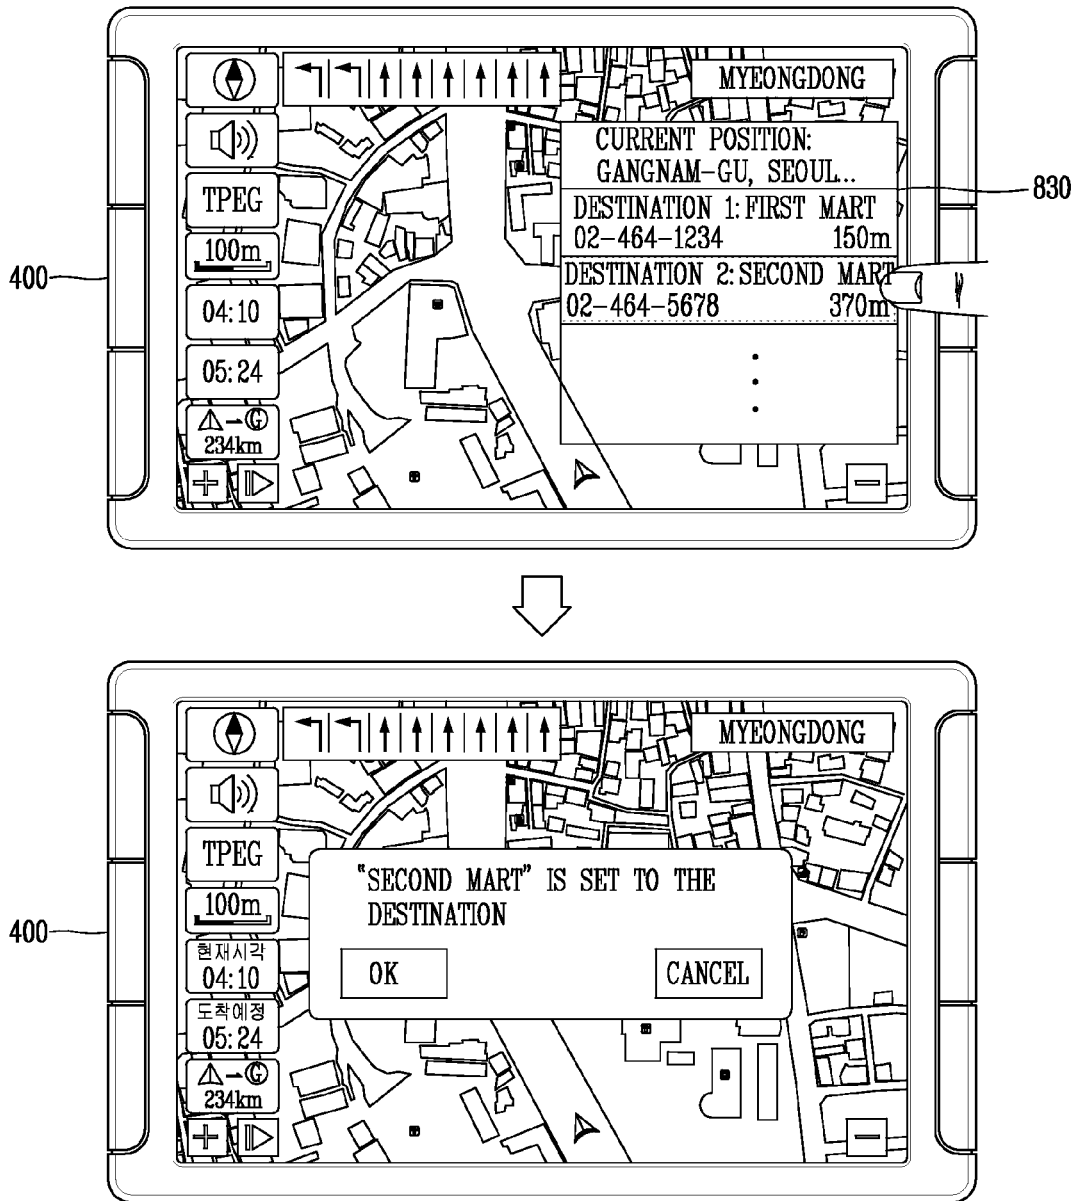 MYEONGDONG
CURRENT POSITION:
GANGNAM-GU, SEOUL...
830
TPEG
DESTINATION 1:FIRST MART
02-464-1234 150m
100m
400
DESTINATION 2:SECOND MART
02-464-5678 370m
04:10
05:24
G
234km
MYEONGDONG
TPEG
"SECOND MART" IS SET TO THE
DESTINATION
100m
400
현재시각
04:10
OK CANCEL
도착예정
05:24
G
234km